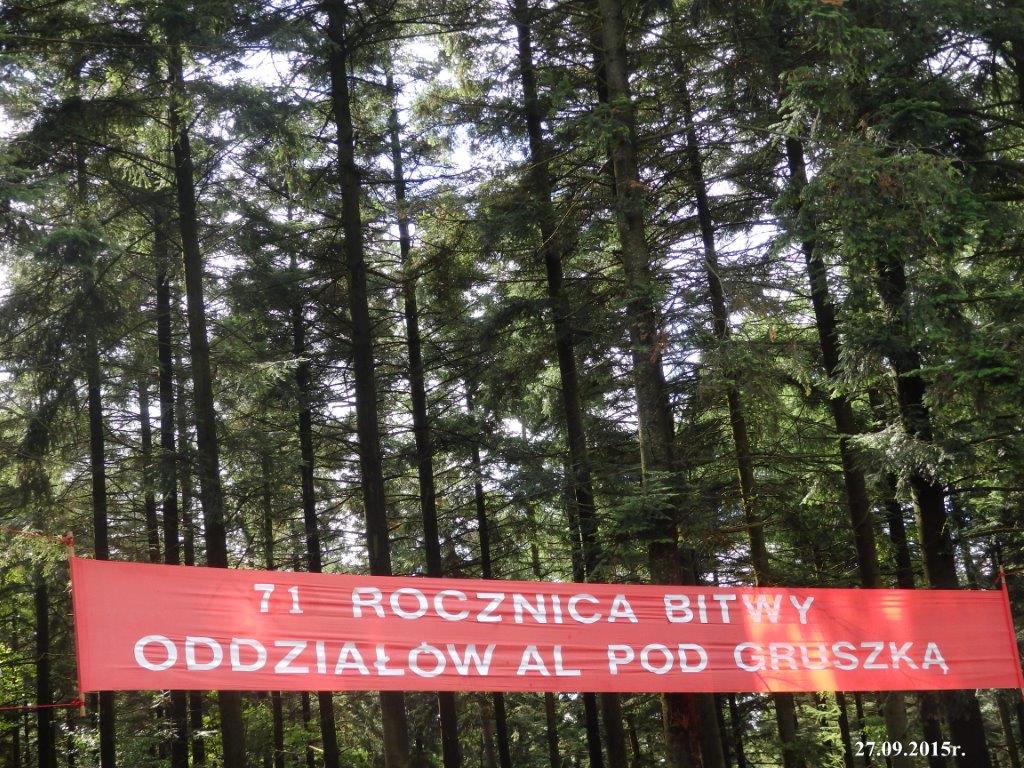 71 ROCZNICA BITWY
ODDZIAŁÓW AL POD GRUSZKĄ
27.09.2015r.